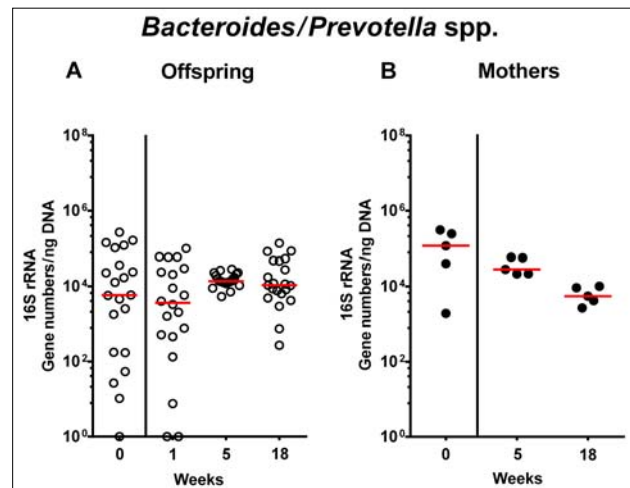 Bacteroides/Prevotella spp.
A Offspring
16S rRNA
Gene numbers/ng DNA
10⁸
10⁶
10⁴
10²
10⁰
0 1 5 18
Weeks
B Mothers
16S rRNA
Gene numbers/ng DNA
10⁸
10⁶
10⁴
10²
10⁰
0 5 18
Weeks